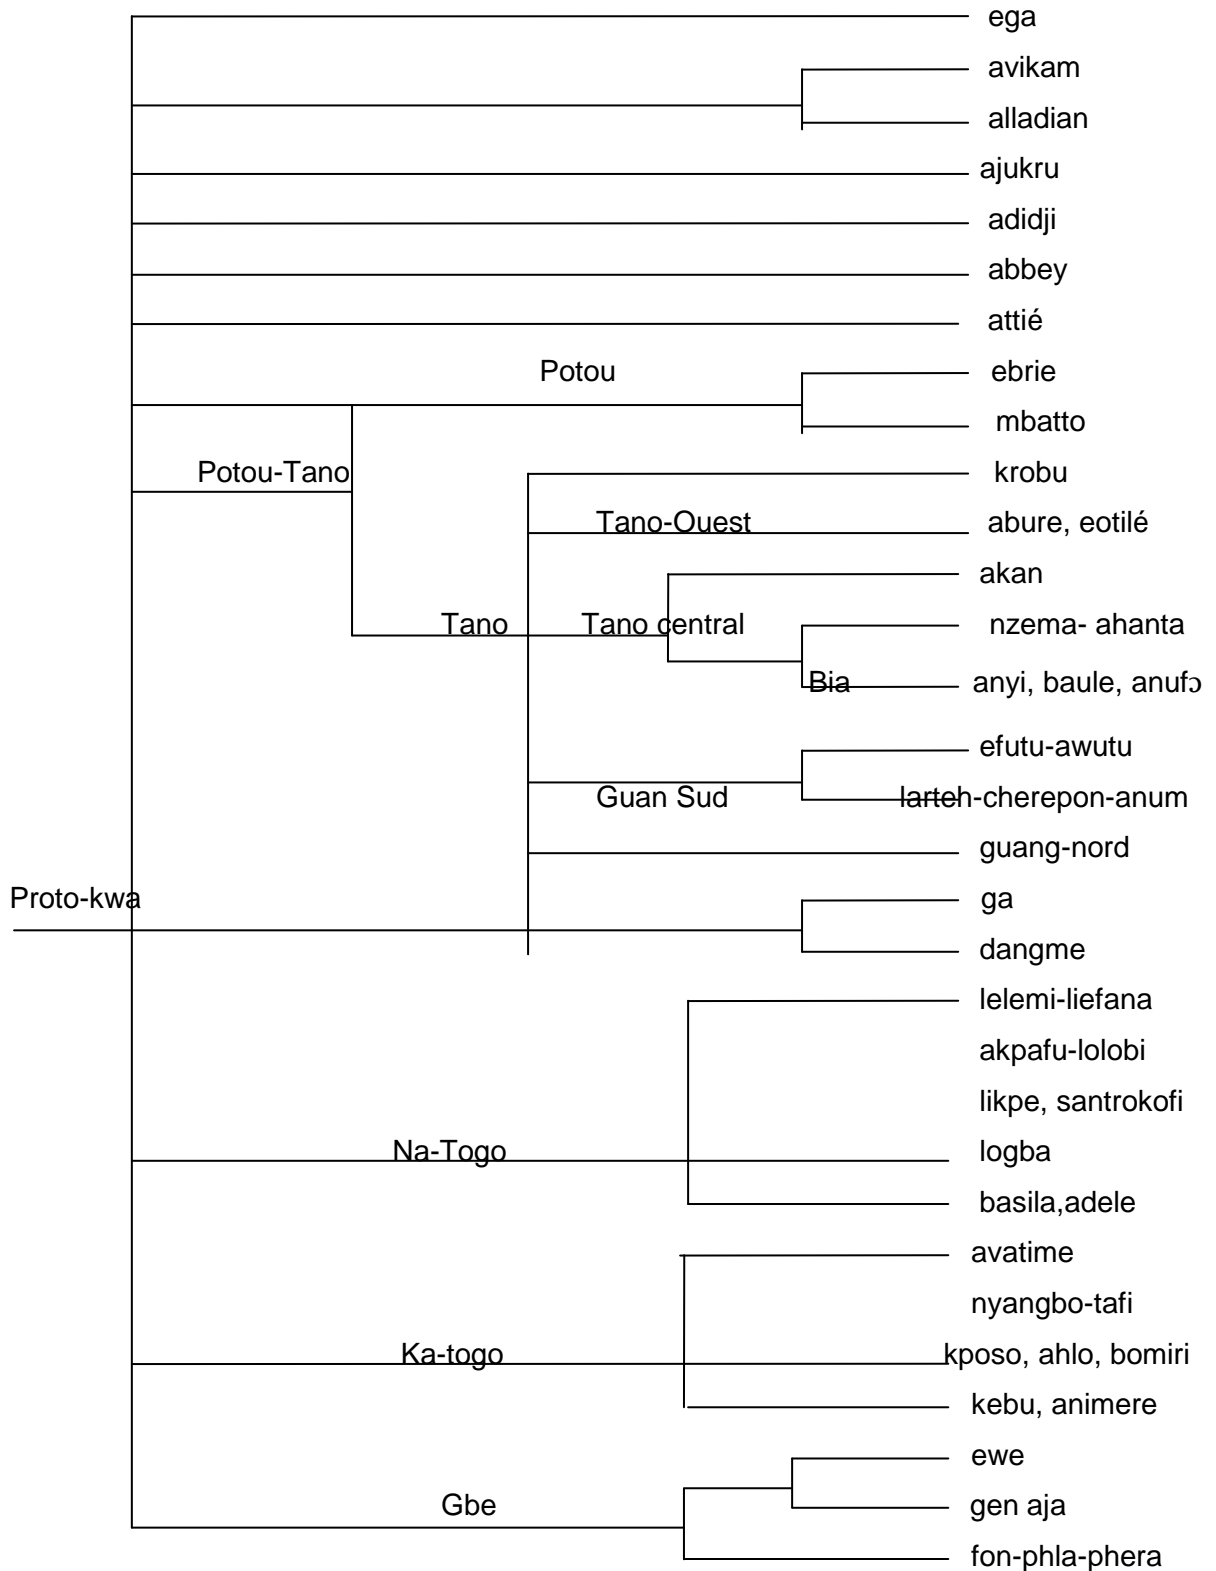 ega
avikam
alladian
ajukru
adidji
abbey
attié
Potou
ebrie
mbatto
Potou-Tano
krobu
Tano-Ouest
abure, eotilé
akan
Tano
Tano central
nzema- ahanta
Bia
anyi, baule, anufɔ
efutu-awutu
Guan Sud
larteh-cherepon-anum
guang-nord
Proto-kwa
ga
dangme
lelemi-liefana
akpafu-lolobi
likpe, santrokofi
Na-Togo
logba
basila,adele
avatime
nyangbo-tafi
Ka-togo
kposo, ahlo, bomiri
kebu, animere
ewe
Gbe
gen aja
fon-phla-phera